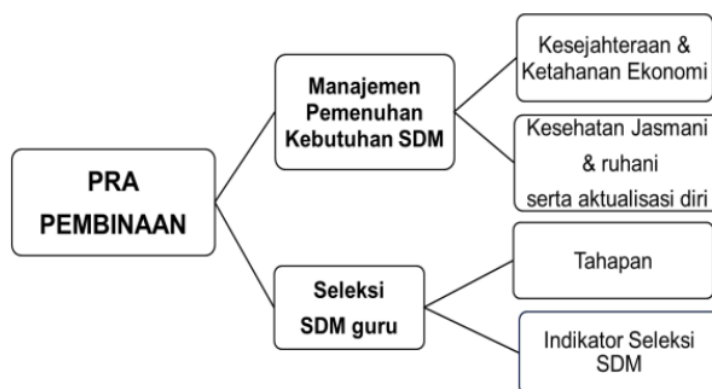 PRA
PEMBINAAN
Manajemen
Pemenuhan
Kebutuhan SDM
Kesejahteraan &
Ketahanan Ekonomi
Kesehatan Jasmani
& ruhani
serta aktualisasi diri
Seleksi
SDM guru
Tahapan
Indikator Seleksi
SDM